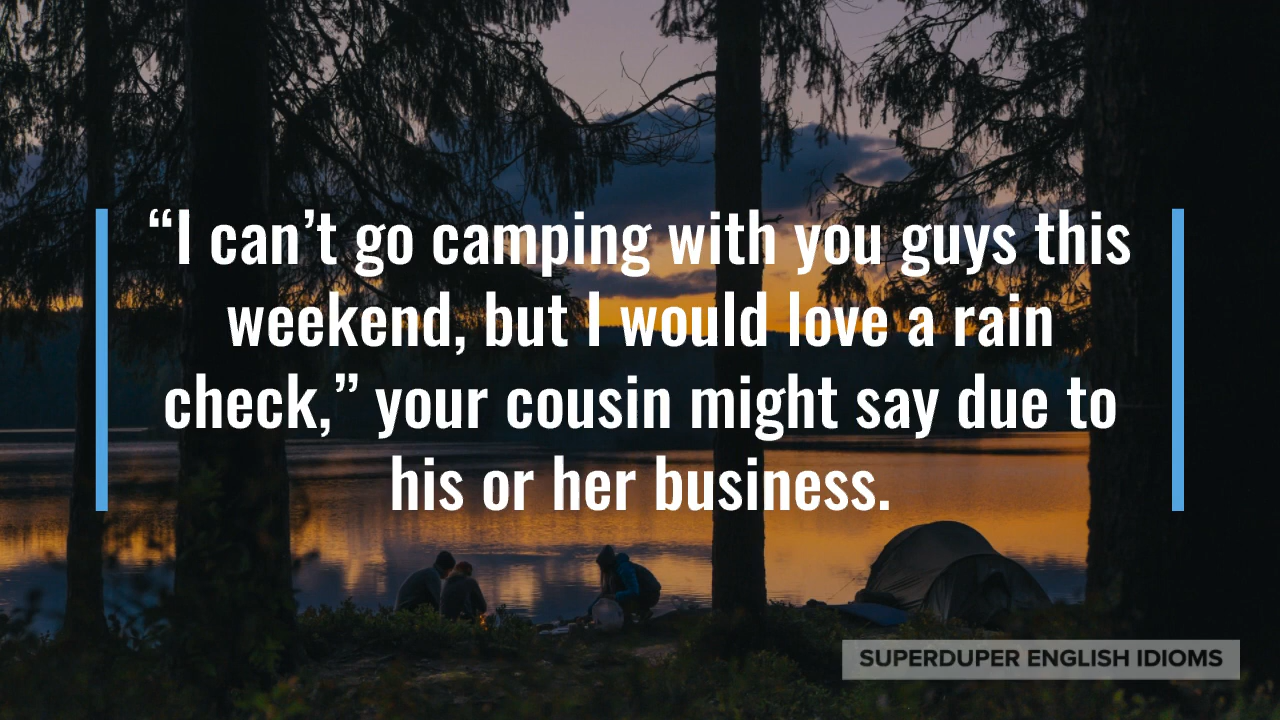 “I can’t go camping with you guys this
weekend, but I would love a rain
check,” your cousin might say due to
his or her business.
SUPERDUPER ENGLISH IDIOMS